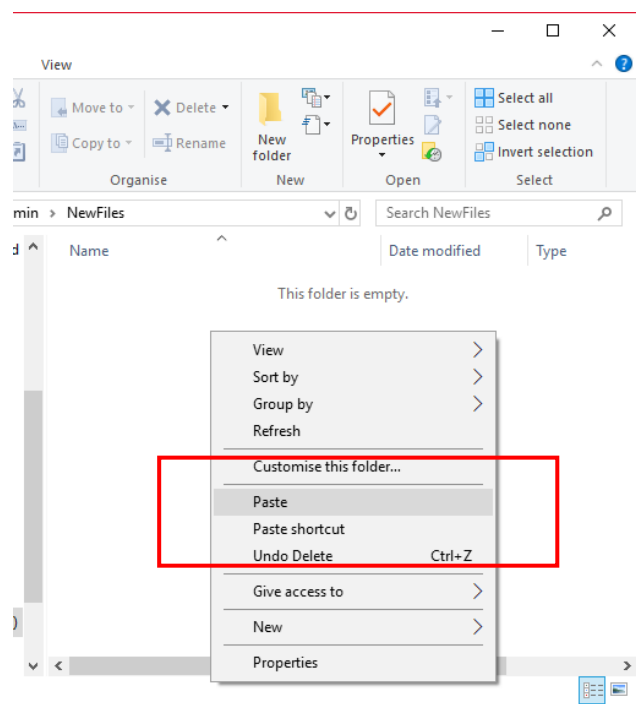 View
Move to
Delete
Copy to
Rename
New
folder
Properties
Select all
Select none
Invert selection
Organise
New
Open
Select
min > NewFiles
Search NewFiles
d
Name
Date modified
Type
This folder is empty.
View
Sort by
Group by
Refresh
Customise this folder...
Paste
Paste shortcut
Undo Delete Ctrl+Z
Give access to
New
Properties